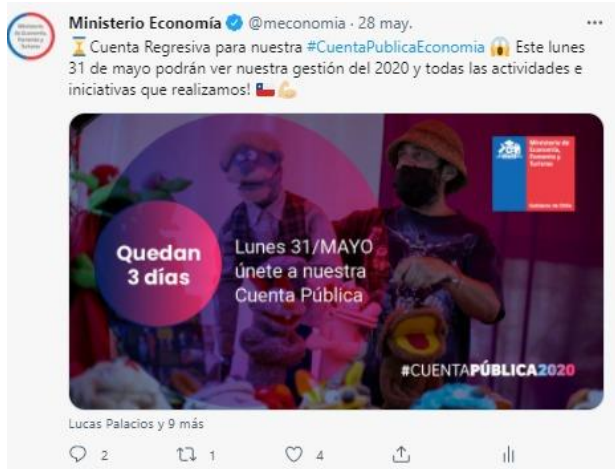 Ministerio Economía @meconomia · 28 may.
⏳Cuenta Regresiva para nuestra #CuentaPublicaEconomia 😱 Este lunes
31 de mayo podrán ver nuestra gestión del 2020 y todas las actividades e
iniciativas que realizamos! 🇨🇱💪🏼
Ministerio de
Economía,
Fomento y
Turismo
Gobierno de Chile
Quedan
3 días
Lunes 31/MAYO
únete a nuestra
Cuenta Pública
#CUENTAPÚBLICA2020
Lucas Palacios y 9 más
2 1 4